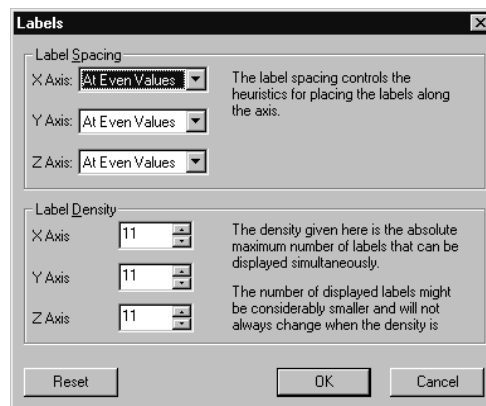 Labels
Label Spacing
X Axis: At Even Values
The label spacing controls the
heuristics for placing the labels along
the axis.
Y Axis: At Even Values
Z Axis: At Even Values
Label Density
X Axis 11
The density given here is the absolute
maximum number of labels that can be
displayed simultaneously.
Y Axis 11
The number of displayed labels might
be considerably smaller and will not
always change when the density is
Z Axis 11
Reset
OK
Cancel